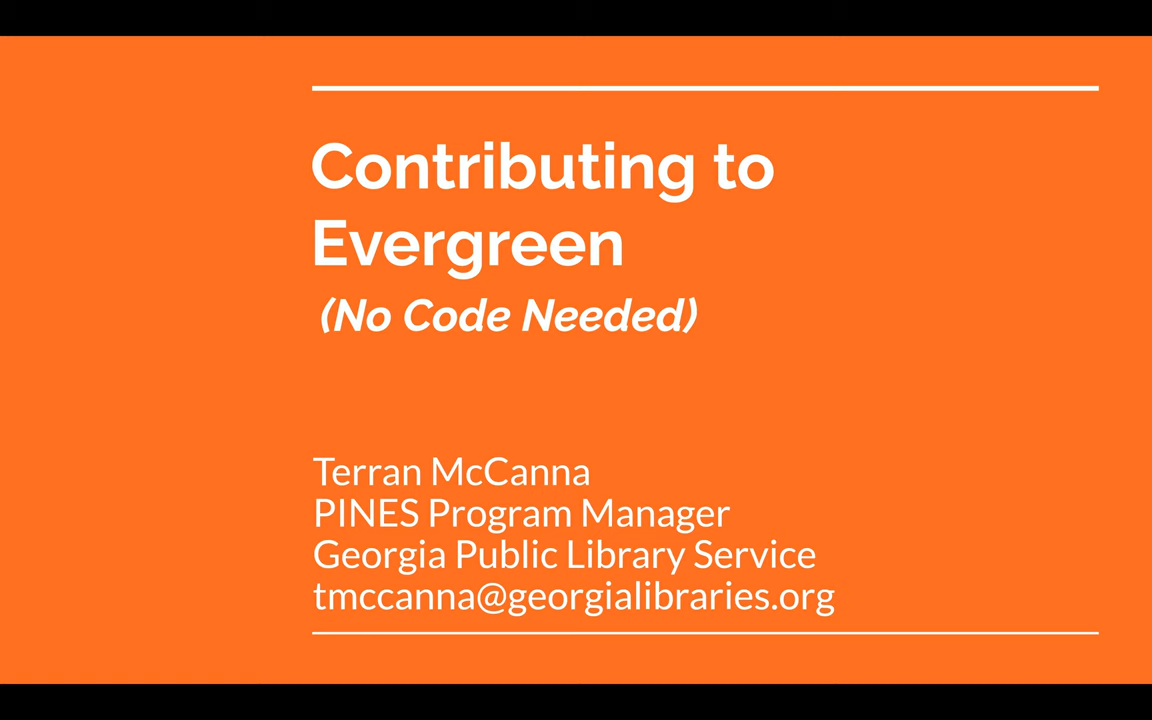 Contributing to
Evergreen
(No Code Needed)
Terran McCanna
PINES Program Manager
Georgia Public Library Service
tmccanna@georgialibraries.org